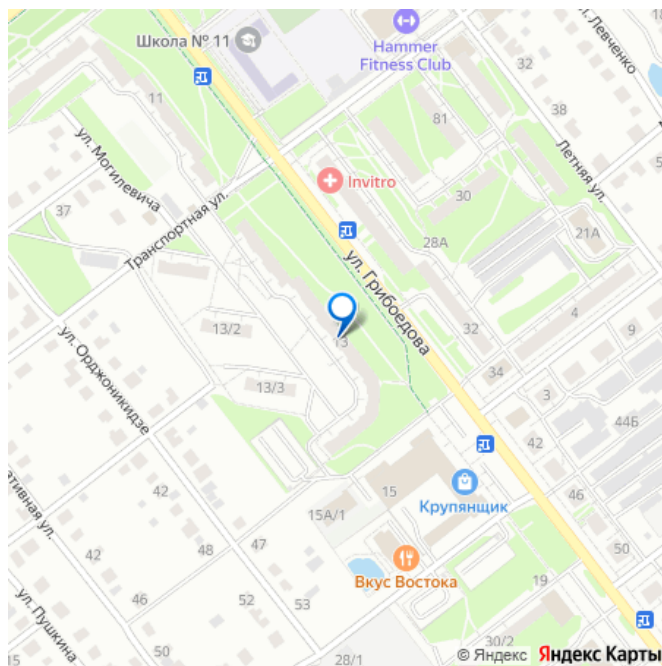 Школа № 11
Hammer
Fitness Club
32
ул. Левченко
38
11
81
Летняя ул.
ул. Могилевича
Invitro
30
37
Транспортная ул.
28А
21А
ул. Грибоедова
4
13/2
13
32
9
ул. Орджоникидзе
34
13/3
3
44Б
42
42
15
Крупянщик
46
15А/1
47
48
42
50
Вкус Востока
19
52
46
53
ул. Пушкина
50
30/2
15
28/1
© Яндекс Яндекс Карты